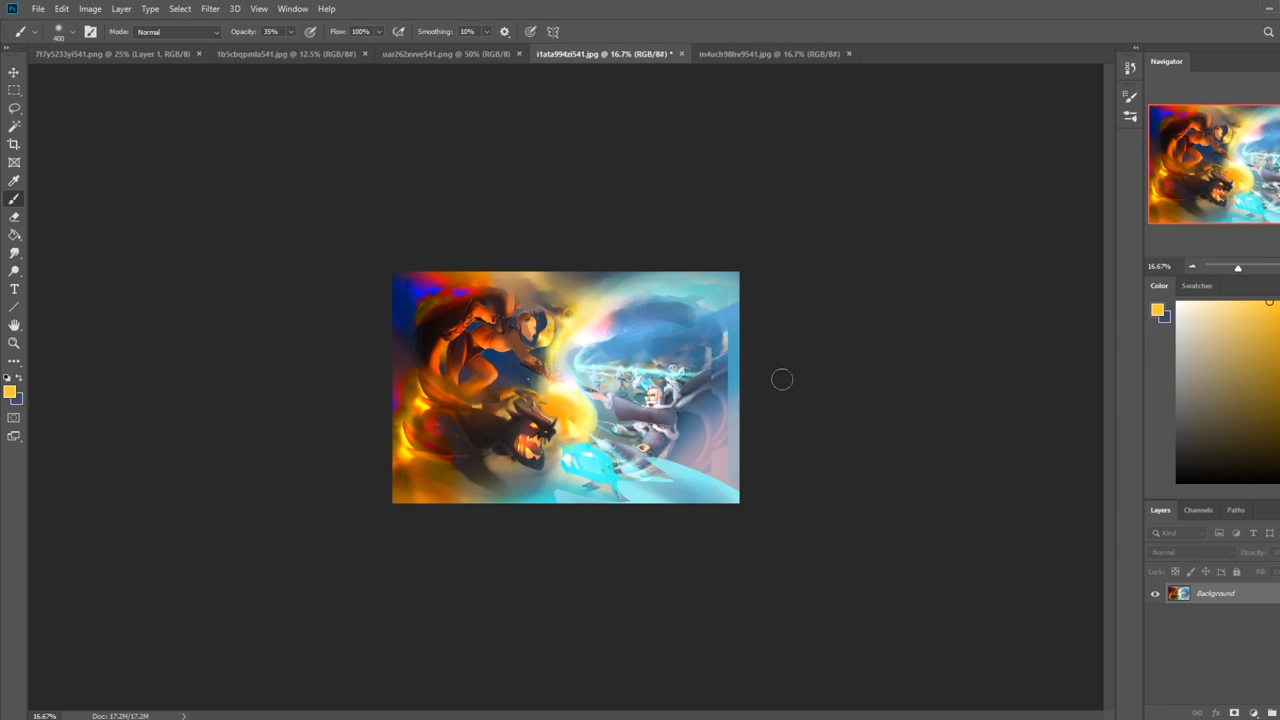 Ps File Edit Image Layer Type Select Filter 3D View Window Help
400 Mode: Normal Opacity: 35% Flow: 100% Smoothing: 10%
7t7y5233yi541.png @ 25% (Layer 1, RGB/8) 1b5cbqpmla541.jpg @ 12.5% (RGB/8#) uar262xvve541.png @ 50% (RGB/8) i1ata994zi541.jpg @ 16.7% (RGB/8#) * m4uch98hv9541.jpg @ 16.7% (RGB/8#)
Navigator
16.67%
Color Swatches
Layers Channels Paths
Kind
Normal Opacity:
Lock: Fill:
Background
16.67% Doc: 17.2M/17.2M